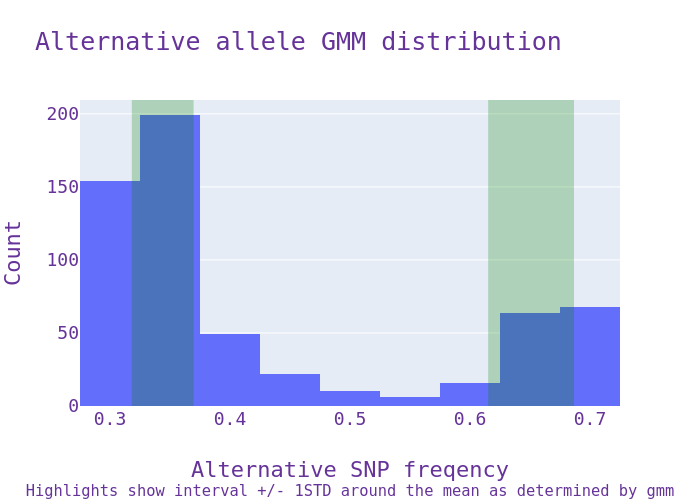 Alternative allele GMM distribution
200
150
100
50
0
Count
0.3 0.4 0.5 0.6 0.7
Alternative SNP freqency
Highlights show interval +/- 1STD around the mean as determined by gmm